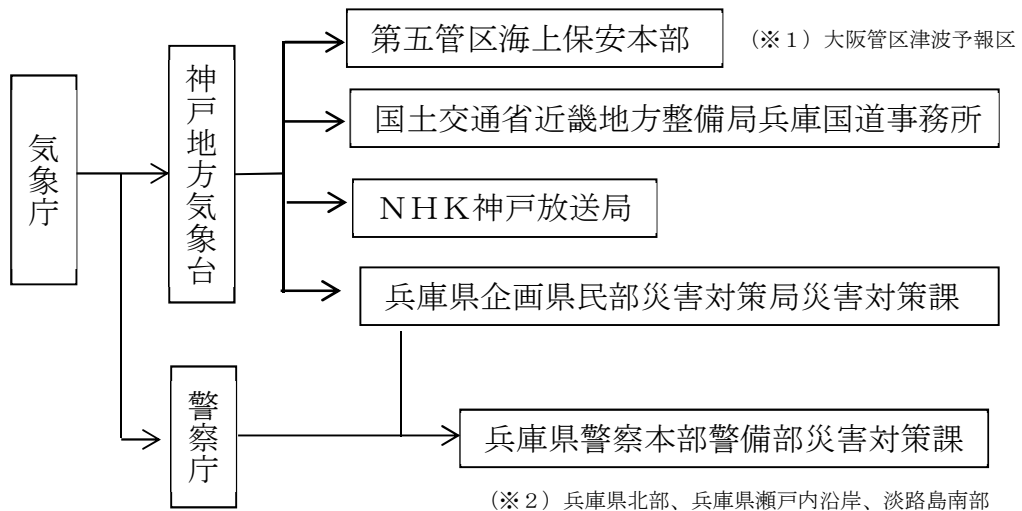 第五管区海上保安本部
(※1)大阪管区津波予報区
気象庁
神戸地方気象台
国土交通省近畿地方整備局兵庫国道事務所
NHK神戸放送局
兵庫県企画県民部災害対策局災害対策課
警察庁
兵庫県警察本部警備部災害対策課
(※2)兵庫県北部、兵庫県瀬戸内沿岸、淡路島南部